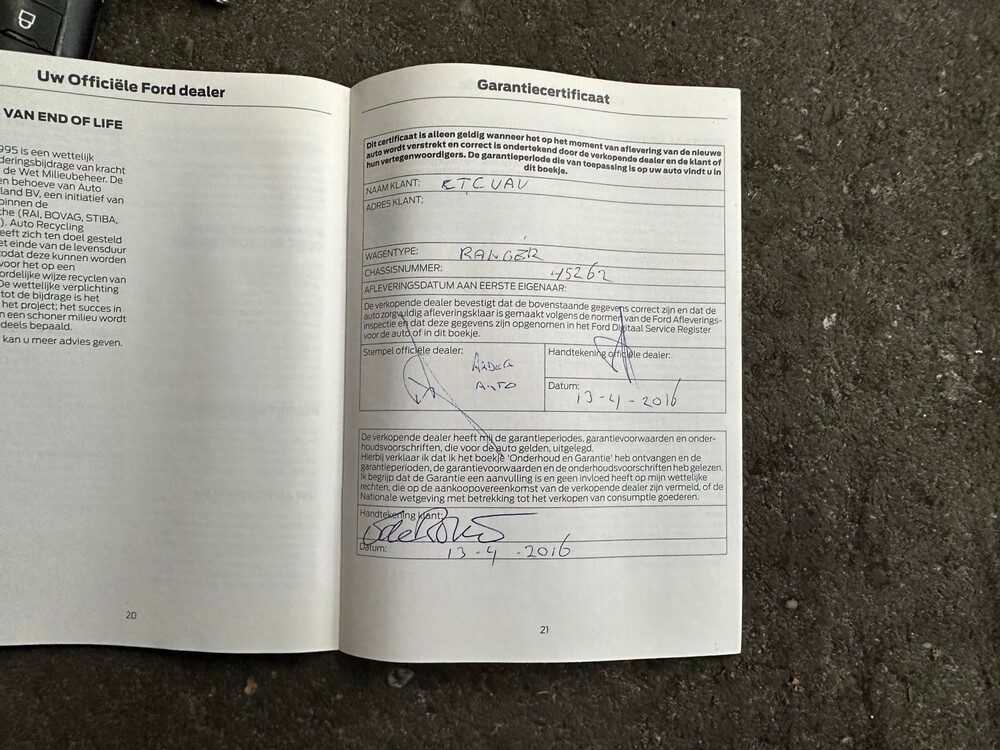 Uw Officiële Ford dealer
VAN END OF LIFE
995 is een wettelijk
deringsbijdrage van kracht
de Wet Milieubeheer. De
en behoeve van Auto
land BV, een initiatief van
binnen de
che (RAI, BOVAG, STIBA,
). Auto Recycling
eeft zich ten doel gesteld
et einde van de levensduur
zodat deze kunnen worden
voor het op een
ordelijke wijze recyclen van
De wettelijke verplichting
tot de bijdrage is het
het project; het succes in
n een schoner milieu wordt
deels bepaald.
kan u meer advies geven.
20
Garantiecertificaat
Dit certificaat is alleen geldig wanneer het op het moment van aflevering van de nieuwe
auto wordt verstrekt en correct is ondertekend door de verkopende dealer en de klant of
hun vertegenwoordigers. De garantieperiode die van toepassing is op uw auto vindt u in
dit boekje.
NAAM KLANT:
ADRES KLANT:
WAGENTYPE: RANGER
CHASSISNUMMER: 45262
AFLEVERINGSDATUM AAN EERSTE EIGENAAR:
De verkopende dealer bevestigt dat de bovenstaande gegevens correct zijn en dat de
auto zorgvuldig afleveringsklaar is gemaakt volgens de normen van de Ford Afleverings-
inspectie en dat deze gegevens zijn opgenomen in het Ford Digitaal Service Register
voor de auto of in dit boekje.
Stempel officiële dealer: AUTO
Handtekening officiële dealer:
Datum: 13-4-2016
De verkopende dealer heeft mij de garantieperiodes, garantievoorwaarden en onder-
houdsvoorschriften, die voor de auto gelden, uitgelegd.
Hierbij verklaar ik dat ik het boekje 'Onderhoud en Garantie' heb ontvangen en de
garantieperioden, de garantievoorwaarden en de onderhoudsvoorschriften heb gelezen.
Ik begrijp dat de Garantie een aanvulling is en geen invloed heeft op mijn wettelijke
rechten, die op de aankoopovereenkomst van de verkopende dealer zijn vermeld, of de
Nationale wetgeving met betrekking tot het verkopen van consumptie goederen.
Handtekening klant:
Datum: 13-4-2016
21